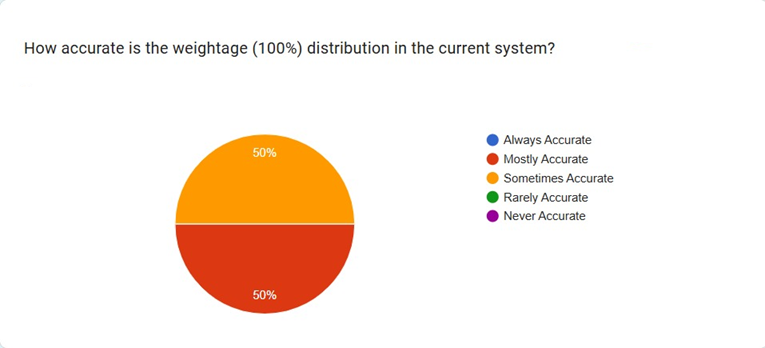 How accurate is the weightage (100%) distribution in the current system?
50%
50%
Always Accurate
Mostly Accurate
Sometimes Accurate
Rarely Accurate
Never Accurate